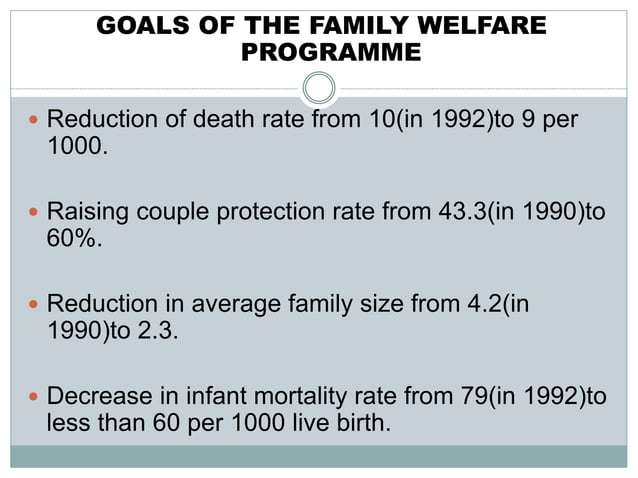 GOALS OF THE FAMILY WELFARE
PROGRAMME
• Reduction of death rate from 10(in 1992)to 9 per
1000.
• Raising couple protection rate from 43.3(in 1990)to
60%.
• Reduction in average family size from 4.2(in
1990)to 2.3.
• Decrease in infant mortality rate from 79(in 1992)to
less than 60 per 1000 live birth.